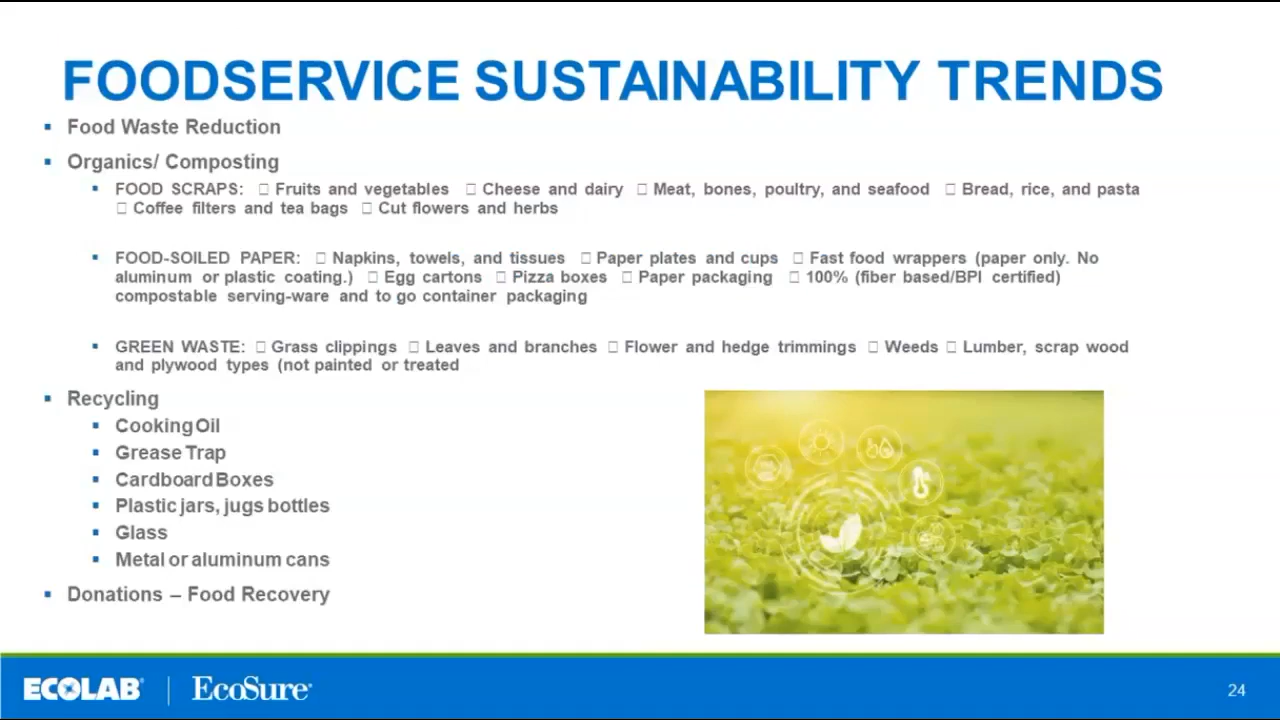 FOODSERVICE SUSTAINABILITY TRENDS
▪ Food Waste Reduction
▪ Organics/ Composting
▪ FOOD SCRAPS: □ Fruits and vegetables □ Cheese and dairy □ Meat, bones, poultry, and seafood □ Bread, rice, and pasta
□ Coffee filters and tea bags □ Cut flowers and herbs
▪ FOOD-SOILED PAPER: □ Napkins, towels, and tissues □ Paper plates and cups □ Fast food wrappers (paper only. No
aluminum or plastic coating.) □ Egg cartons □ Pizza boxes □ Paper packaging □ 100% (fiber based/BPI certified)
compostable serving-ware and to go container packaging
▪ GREEN WASTE: □ Grass clippings □ Leaves and branches □ Flower and hedge trimmings □ Weeds □ Lumber, scrap wood
and plywood types (not painted or treated
▪ Recycling
▪ Cooking Oil
▪ Grease Trap
▪ Cardboard Boxes
▪ Plastic jars, jugs bottles
▪ Glass
▪ Metal or aluminum cans
▪ Donations – Food Recovery
ECOLAB® | EcoSure®
24